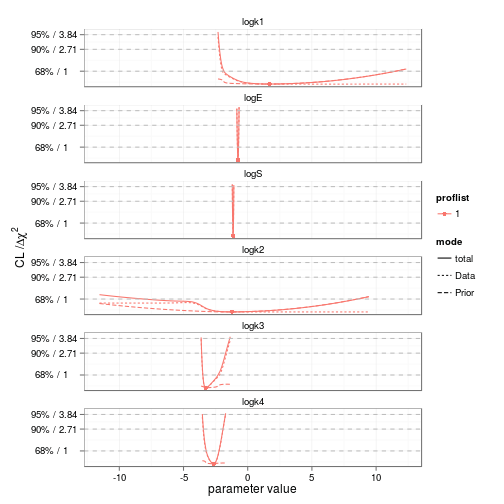 logk1
95% / 3.84
90% / 2.71
68% / 1
logE
95% / 3.84
90% / 2.71
68% / 1
logS
95% / 3.84
90% / 2.71
68% / 1
logk2
95% / 3.84
90% / 2.71
68% / 1
logk3
95% / 3.84
90% / 2.71
68% / 1
logk4
95% / 3.84
90% / 2.71
68% / 1
-10 -5 0 5 10
parameter value
CL /Δχ²
proflist
1
mode
total
Data
Prior